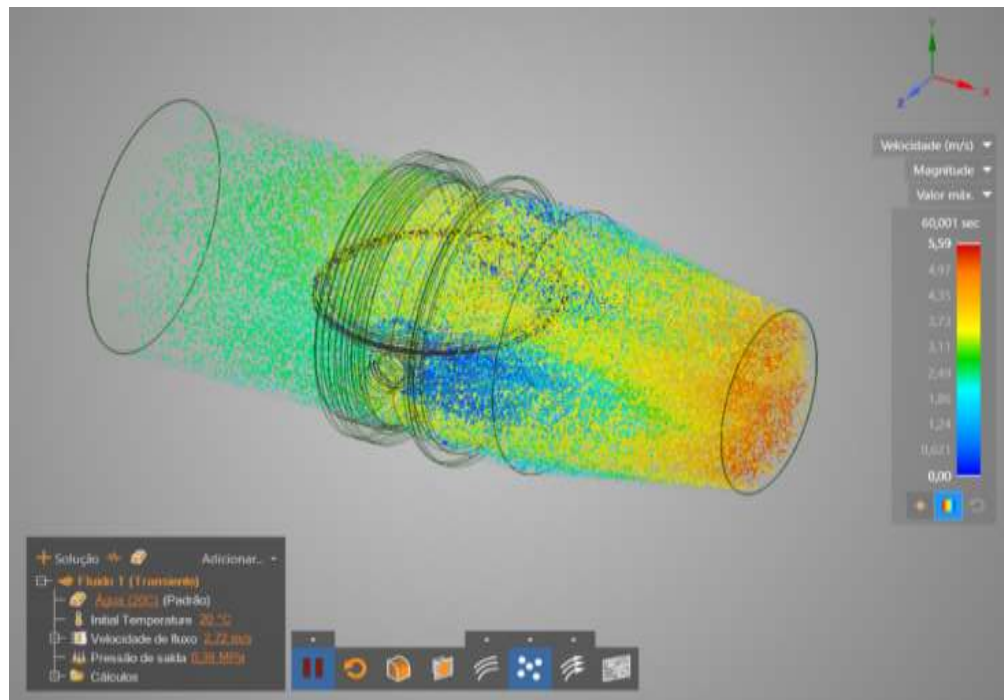 Y
X
Z
Velocidade (m/s)
Magnitude
Valor máx.
60,001 sec
5,59
4,97
4,35
3,73
3,11
2,49
1,86
1,24
0,621
0,00
Solução Adicionar...
Fluido 1 (Transiente)
Água (20C) (Padrão)
Initial Temperature 20 °C
Velocidade de fluxo 2,72 m/s
Pressão de saída MPa
Cálculos